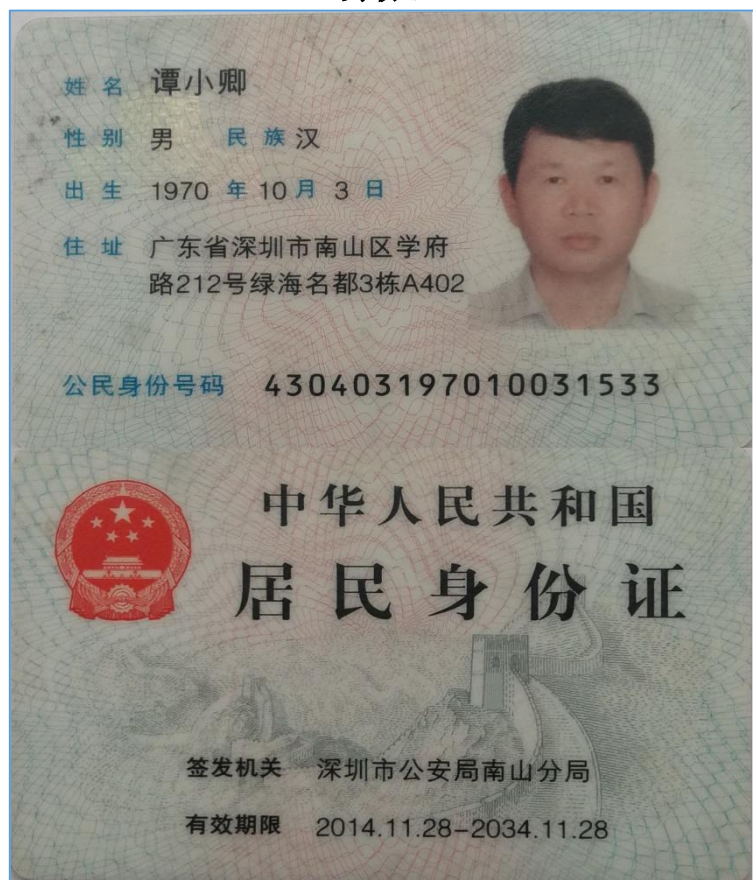 姓名 谭小卿
性别 男 民族 汉
出生 1970 年 10 月 3 日
住址 广东省深圳市南山区学府
路212号绿海名都3栋A402
公民身份号码 430403197010031533
中华人民共和国
居民身份证
签发机关 深圳市公安局南山分局
有效期限 2014.11.28-2034.11.28